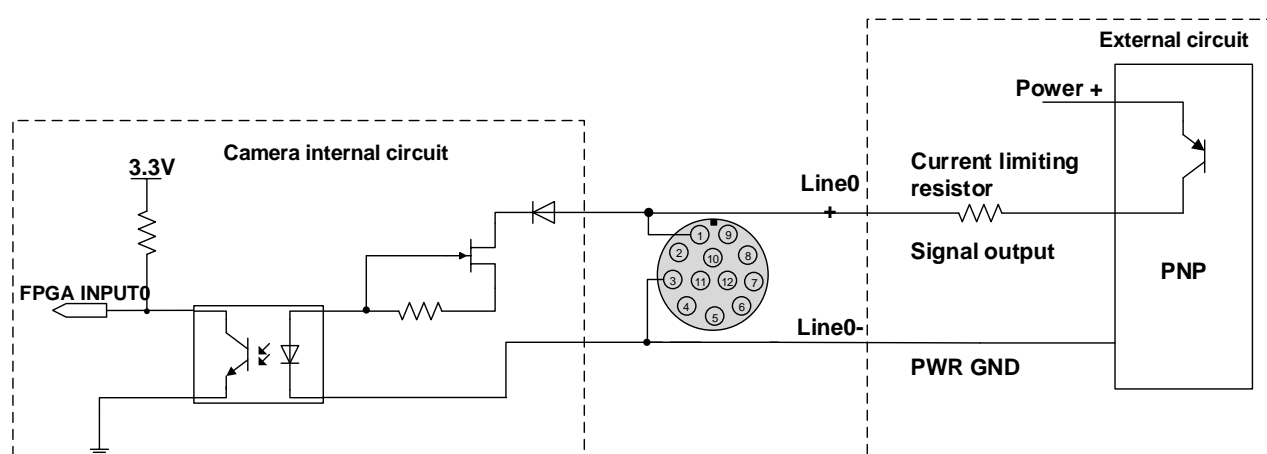 External circuit
Power +
Camera internal circuit
3.3V
Current limiting
resistor
Line0
+
Signal output
PNP
FPGA INPUT0
1
9
2
8
10
3
11
12
7
4
6
5
Line0-
PWR GND